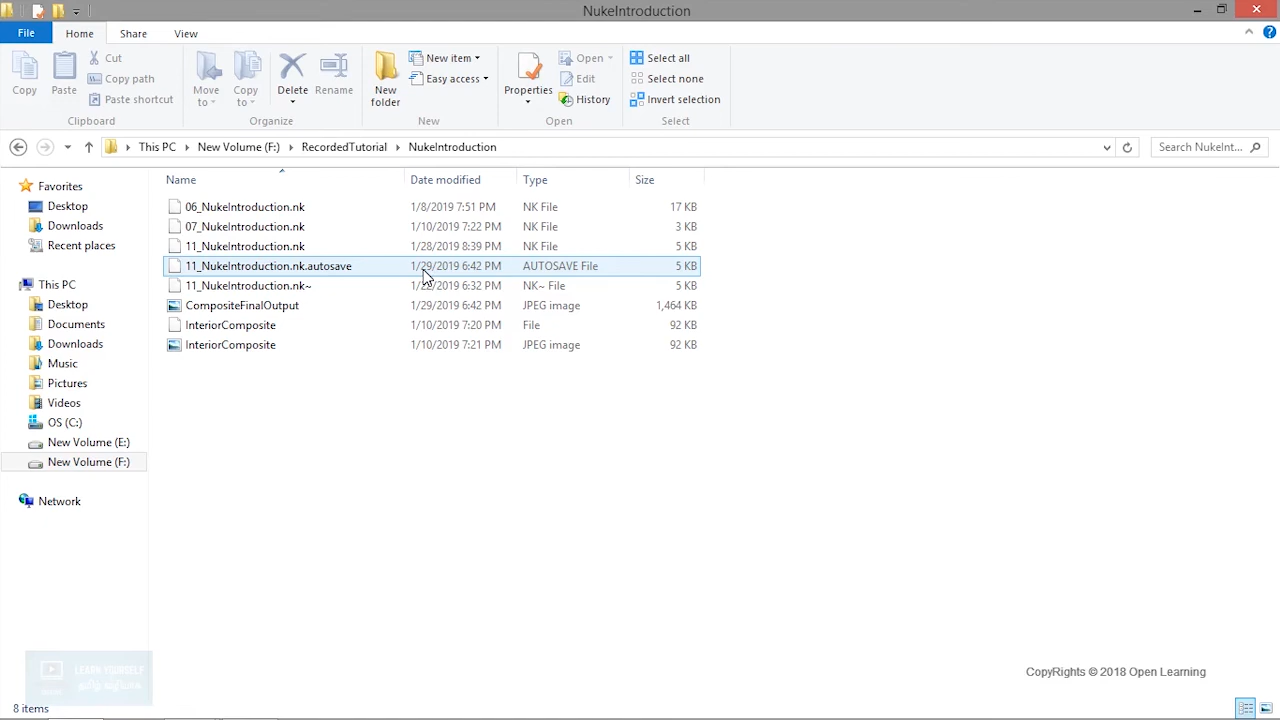 NukeIntroduction
File Home Share View
Copy
Paste
Cut
Copy path
Paste shortcut
Clipboard
Move to
Copy to
Delete
Rename
Organize
New folder
New item
Easy access
New
Properties
Open
Edit
History
Open
Select all
Select none
Invert selection
Select
This PC New Volume (F:) RecordedTutorial NukeIntroduction
Search NukeInt...
Favorites
Desktop
Downloads
Recent places
This PC
Desktop
Documents
Downloads
Music
Pictures
Videos
OS (C:)
New Volume (E:)
New Volume (F:)
Network
Name Date modified Type Size
06_NukeIntroduction.nk 1/8/2019 7:51 PM NK File 17 KB
07_NukeIntroduction.nk 1/10/2019 7:22 PM NK File 3 KB
11_NukeIntroduction.nk 1/28/2019 8:39 PM NK File 5 KB
11_NukeIntroduction.nk.autosave 1/29/2019 6:42 PM AUTOSAVE File 5 KB
11_NukeIntroduction.nk~ 1/22/2019 6:32 PM NK~ File 5 KB
CompositeFinalOutput 1/29/2019 6:42 PM JPEG image 1,464 KB
InteriorComposite 1/10/2019 7:20 PM File 92 KB
InteriorComposite 1/10/2019 7:21 PM JPEG image 92 KB
LEARN YOURSELF
CopyRights © 2018 Open Learning
8 items